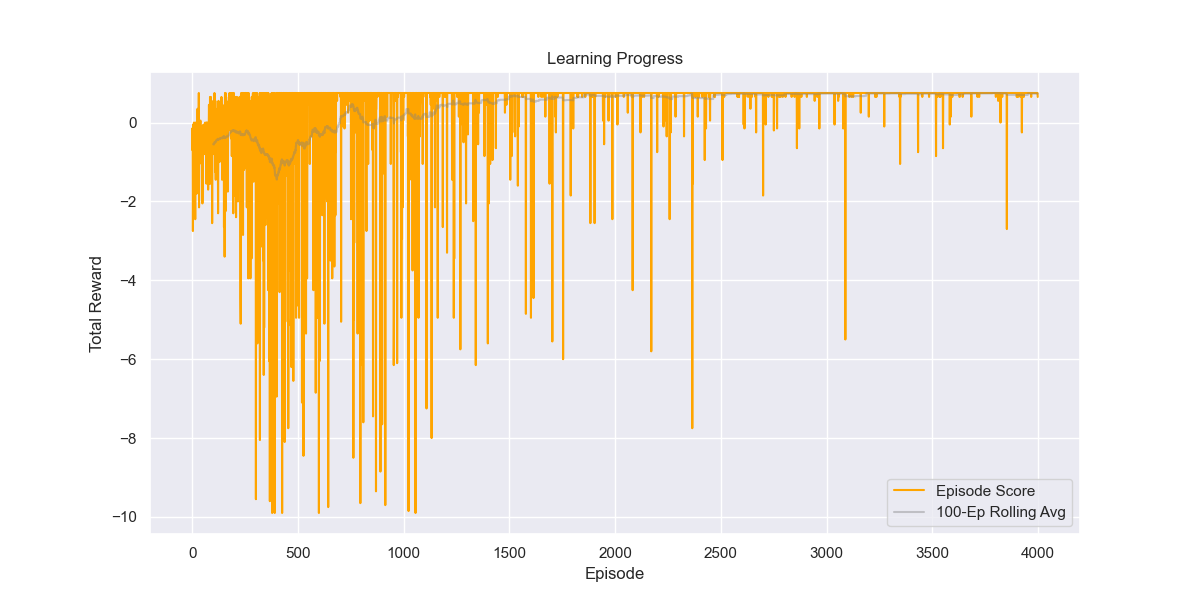 Learning Progress
Total Reward
0
−2
−4
−6
−8
−10
0 500 1000 1500 2000 2500 3000 3500 4000
Episode
Episode Score
100-Ep Rolling Avg